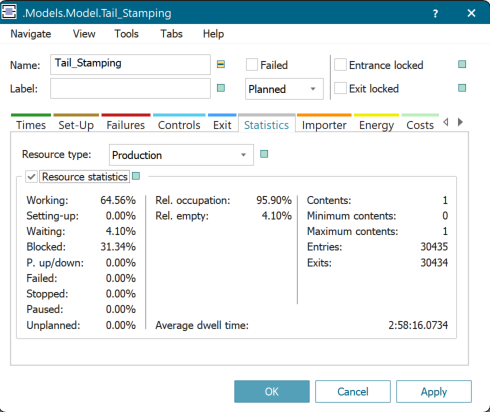 .Models.Model.Tail_Stamping ? ×
Navigate View Tools Tabs Help
Name: Tail_Stamping Failed Entrance locked
Label: Planned Exit locked
Times Set-Up Failures Controls Exit Statistics Importer Energy Costs
Resource type: Production
Resource statistics
Working: 64.56% Rel. occupation: 95.90% Contents: 1
Setting-up: 0.00% Rel. empty: 4.10% Minimum contents: 0
Waiting: 4.10% Maximum contents: 1
Blocked: 31.34% Entries: 30435
P. up/down: 0.00% Exits: 30434
Failed: 0.00%
Stopped: 0.00%
Paused: 0.00%
Unplanned: 0.00% Average dwell time: 2:58:16.0734
OK Cancel Apply